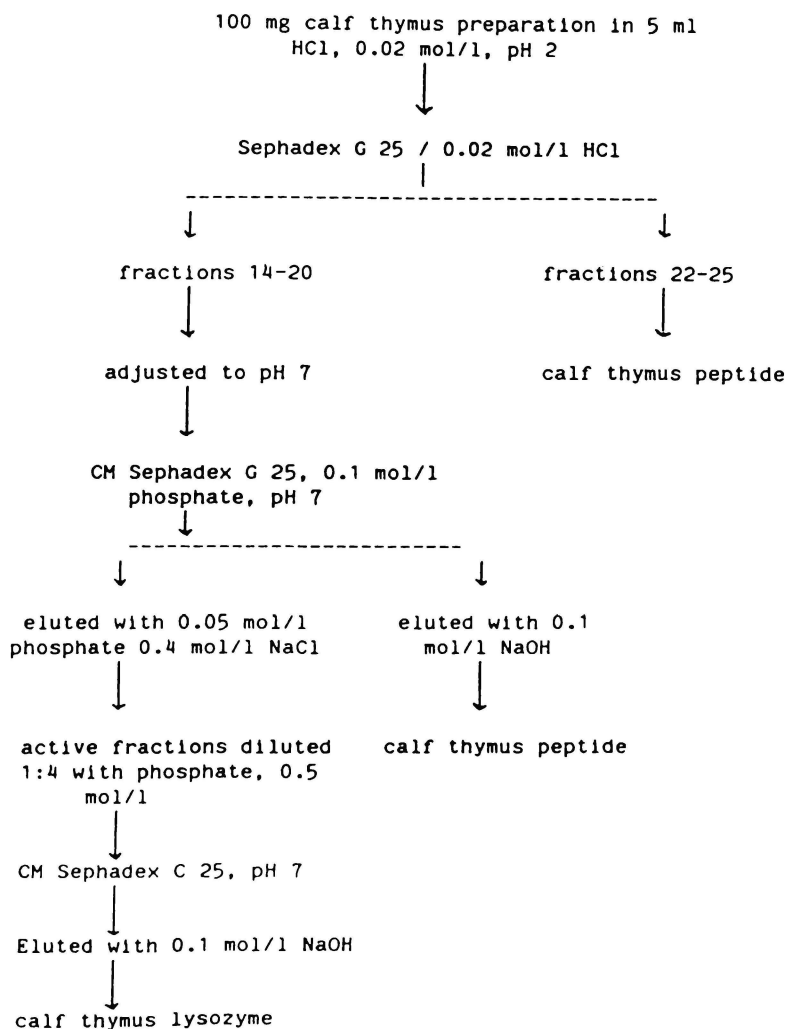 100 mg calf thymus preparation in 5 ml
HCl, 0.02 mol/l, pH 2
Sephadex G 25 / 0.02 mol/l HCl
fractions 14-20
fractions 22-25
adjusted to pH 7
calf thymus peptide
CM Sephadex G 25, 0.1 mol/l
phosphate, pH 7
eluted with 0.05 mol/l
phosphate 0.4 mol/l NaCl
eluted with 0.1
mol/l NaOH
active fractions diluted
1:4 with phosphate, 0.5
mol/l
calf thymus peptide
CM Sephadex C 25, pH 7
Eluted with 0.1 mol/l NaOH
calf thymus lysozyme